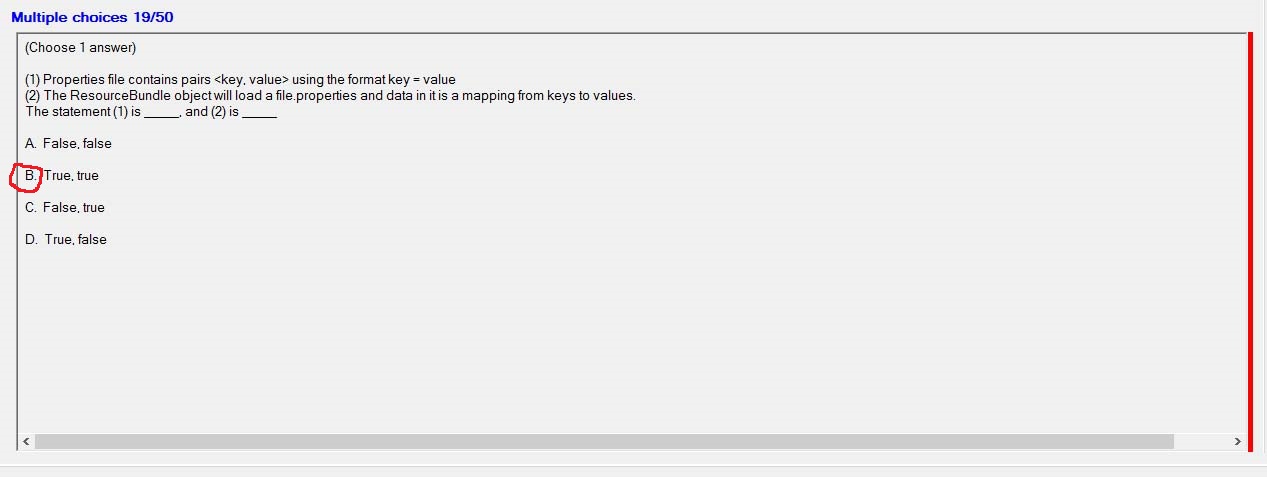 Multiple choices 19/50
(Choose 1 answer)
(1) Properties file contains pairs <key, value> using the format key = value
(2) The ResourceBundle object will load a file.properties and data in it is a mapping from keys to values.
The statement (1) is _____, and (2) is _____
A. False, false
B. True, true
C. False, true
D. True, false